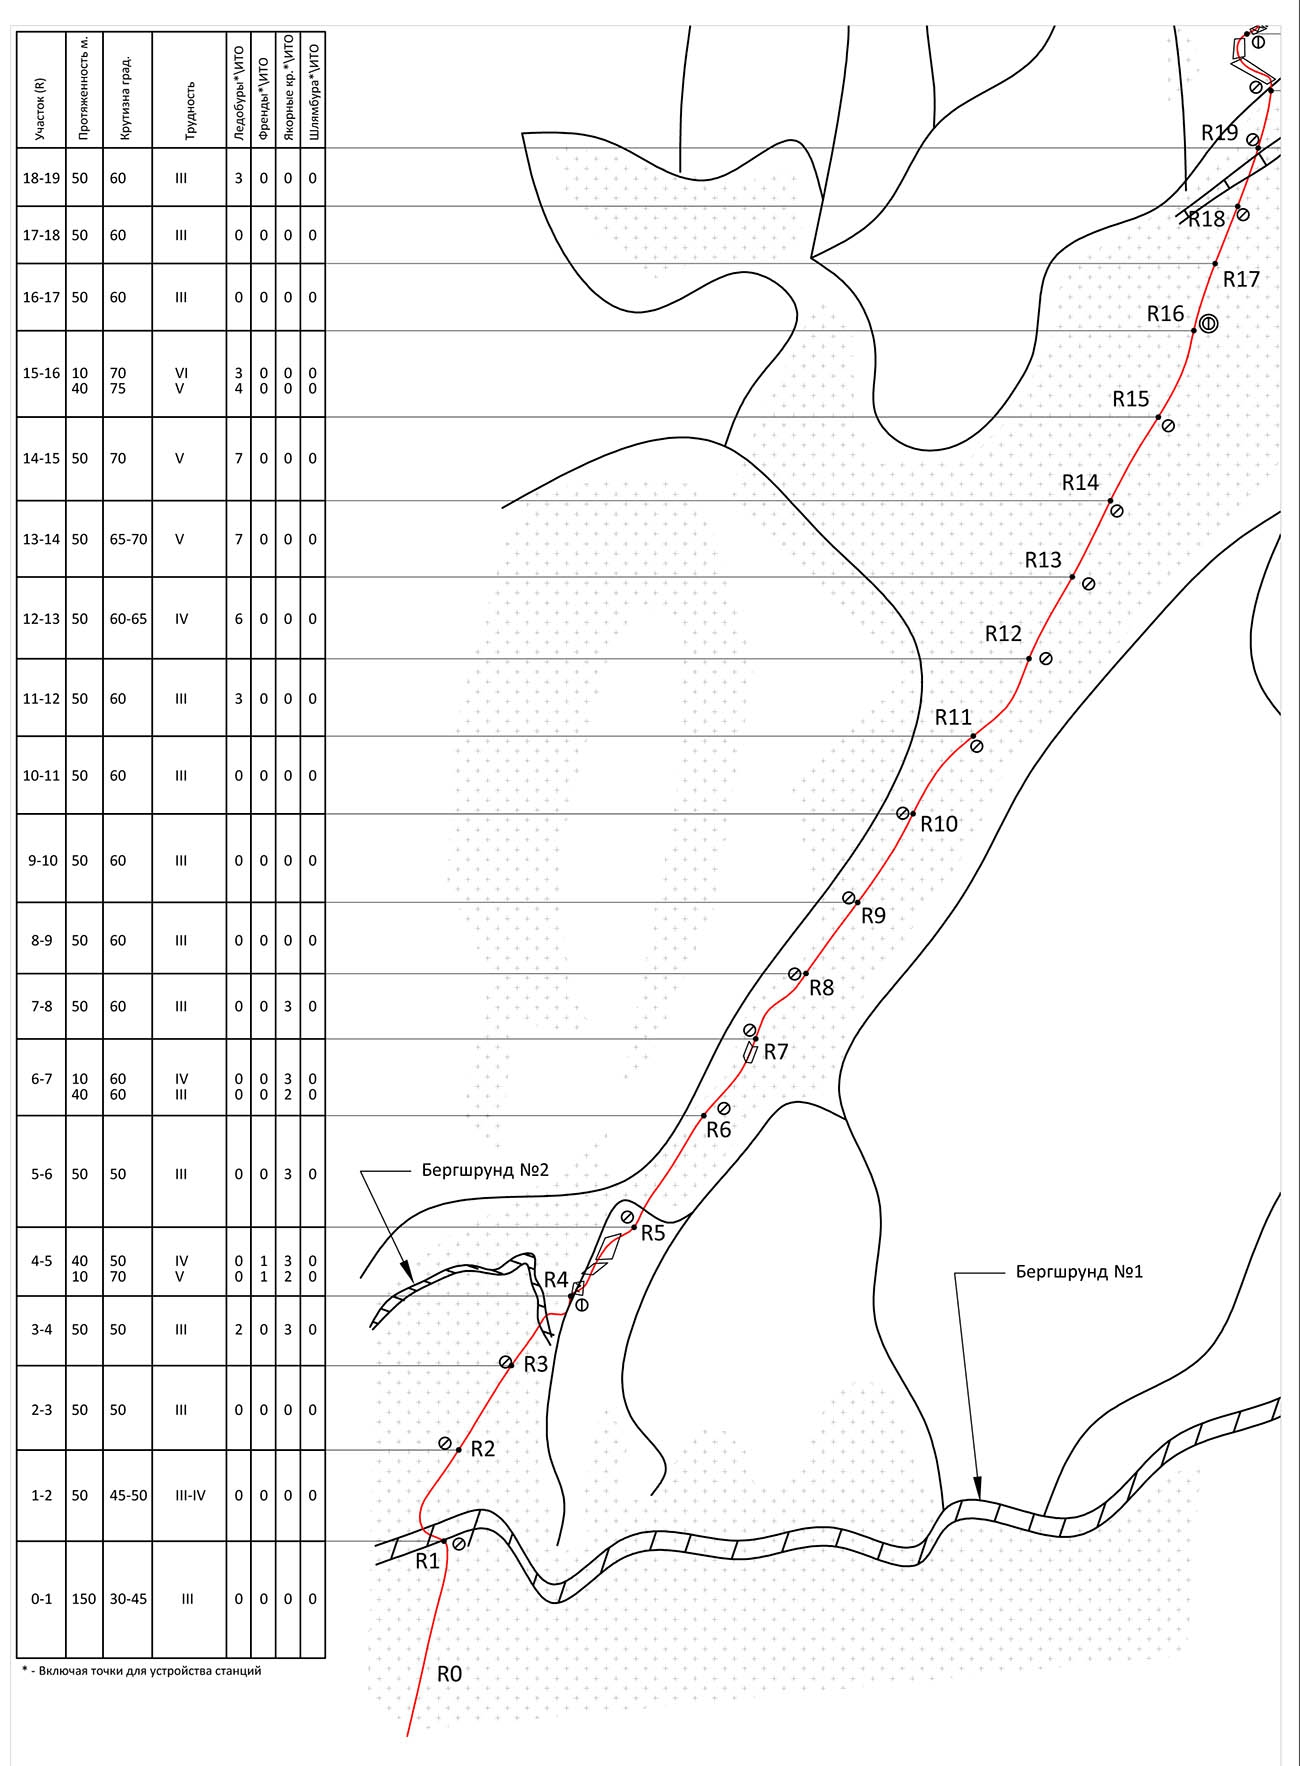 Участок (R) Протяженность м. Крутизна град. Трудность Ледобуры*\ИТО Френды*\ИТО Якорные кр.*\ИТО Шлямбура*\ИТО
18-19 50 60 III 3 0 0 0
17-18 50 60 III 0 0 0 0
16-17 50 60 III 0 0 0 0
15-16 10 70 VI 3 0 0 0
40 75 V 4 0 0 0
14-15 50 70 V 7 0 0 0
13-14 50 65-70 V 7 0 0 0
12-13 50 60-65 IV 6 0 0 0
11-12 50 60 III 3 0 0 0
10-11 50 60 III 0 0 0 0
9-10 50 60 III 0 0 0 0
8-9 50 60 III 0 0 0 0
7-8 50 60 III 0 0 3 0
6-7 10 60 IV 0 0 3 0
40 60 III 0 0 2 0
5-6 50 50 III 0 0 3 0
4-5 40 50 IV 0 1 3 0
10 70 V 0 1 2 0
3-4 50 50 III 2 0 3 0
2-3 50 50 III 0 0 0 0
1-2 50 45-50 III-IV 0 0 0 0
0-1 150 30-45 III 0 0 0 0
* - Включая точки для устройства станций
R19
R18
R17
R16
R15
R14
R13
R12
R11
R10
R9
R8
R7
R6
Бергшрунд №2
R5
R4
Бергшрунд №1
R3
R2
R1
R0